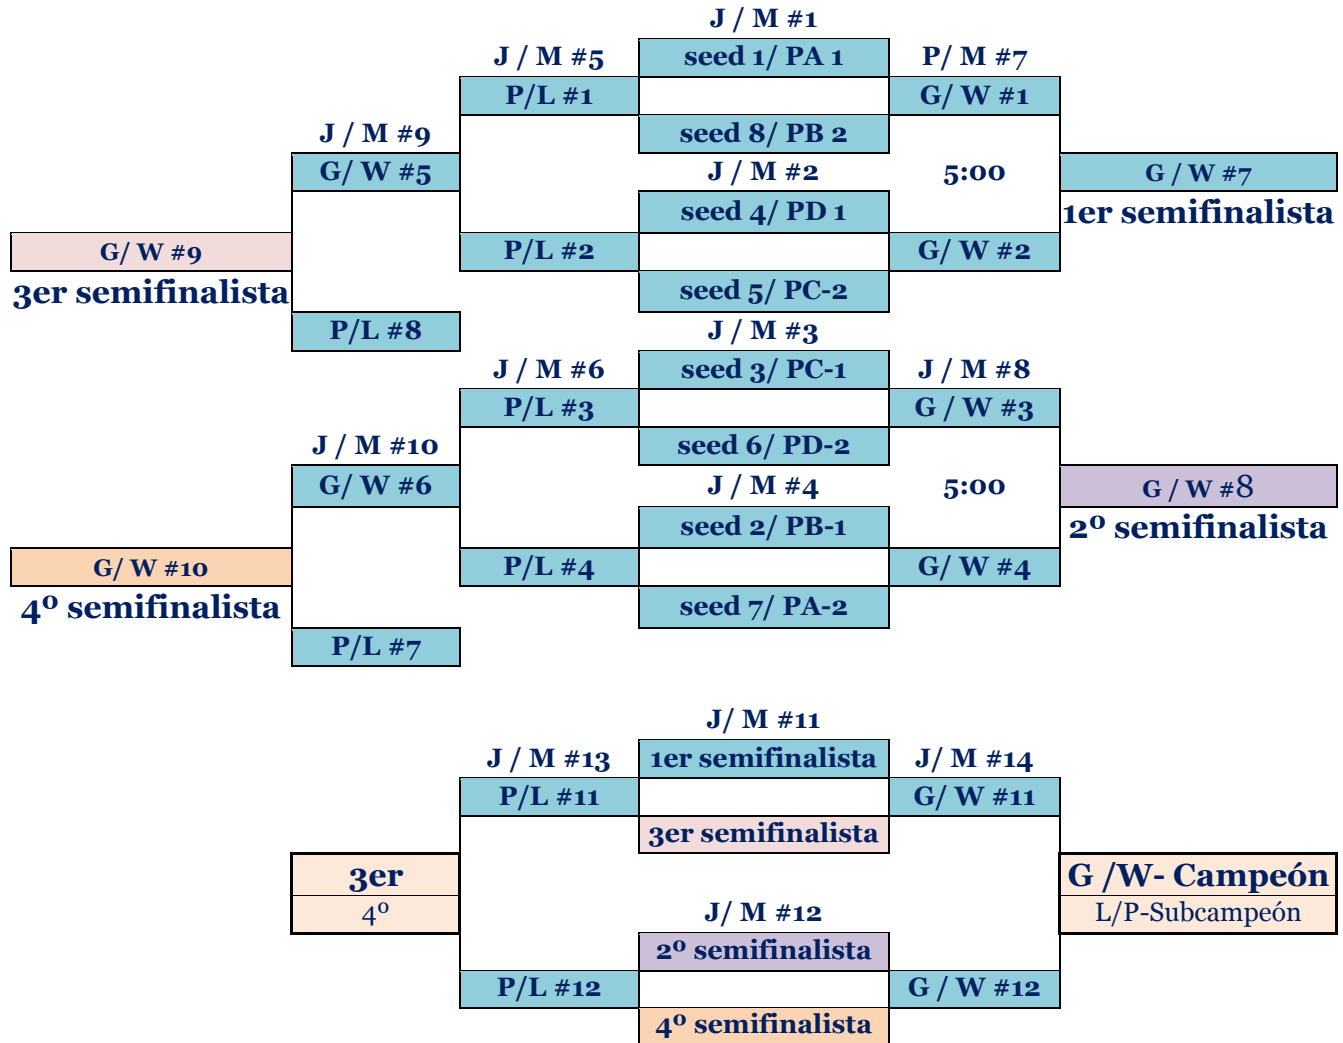 J / M #1
J / M #5
seed 1/ PA 1
P/ M #7
P/L #1
G/ W #1
J / M #9
seed 8/ PB 2
G/ W #5
J / M #2
5:00
G / W #7
seed 4/ PD 1
1er semifinalista
G/ W #9
P/L #2
G/ W #2
3er semifinalista
seed 5/ PC-2
P/L #8
J / M #3
J / M #6
seed 3/ PC-1
J / M #8
P/L #3
G / W #3
J / M #10
seed 6/ PD-2
G/ W #6
J / M #4
5:00
G / W #8
seed 2/ PB-1
2º semifinalista
G/ W #10
P/L #4
G/ W #4
4º semifinalista
seed 7/ PA-2
P/L #7
J/ M #11
J / M #13
1er semifinalista
J/ M #14
P/L #11
G/ W #11
3er semifinalista
3er
G /W- Campeón
4º
J/ M #12
L/P-Subcampeón
2º semifinalista
P/L #12
G / W #12
4º semifinalista